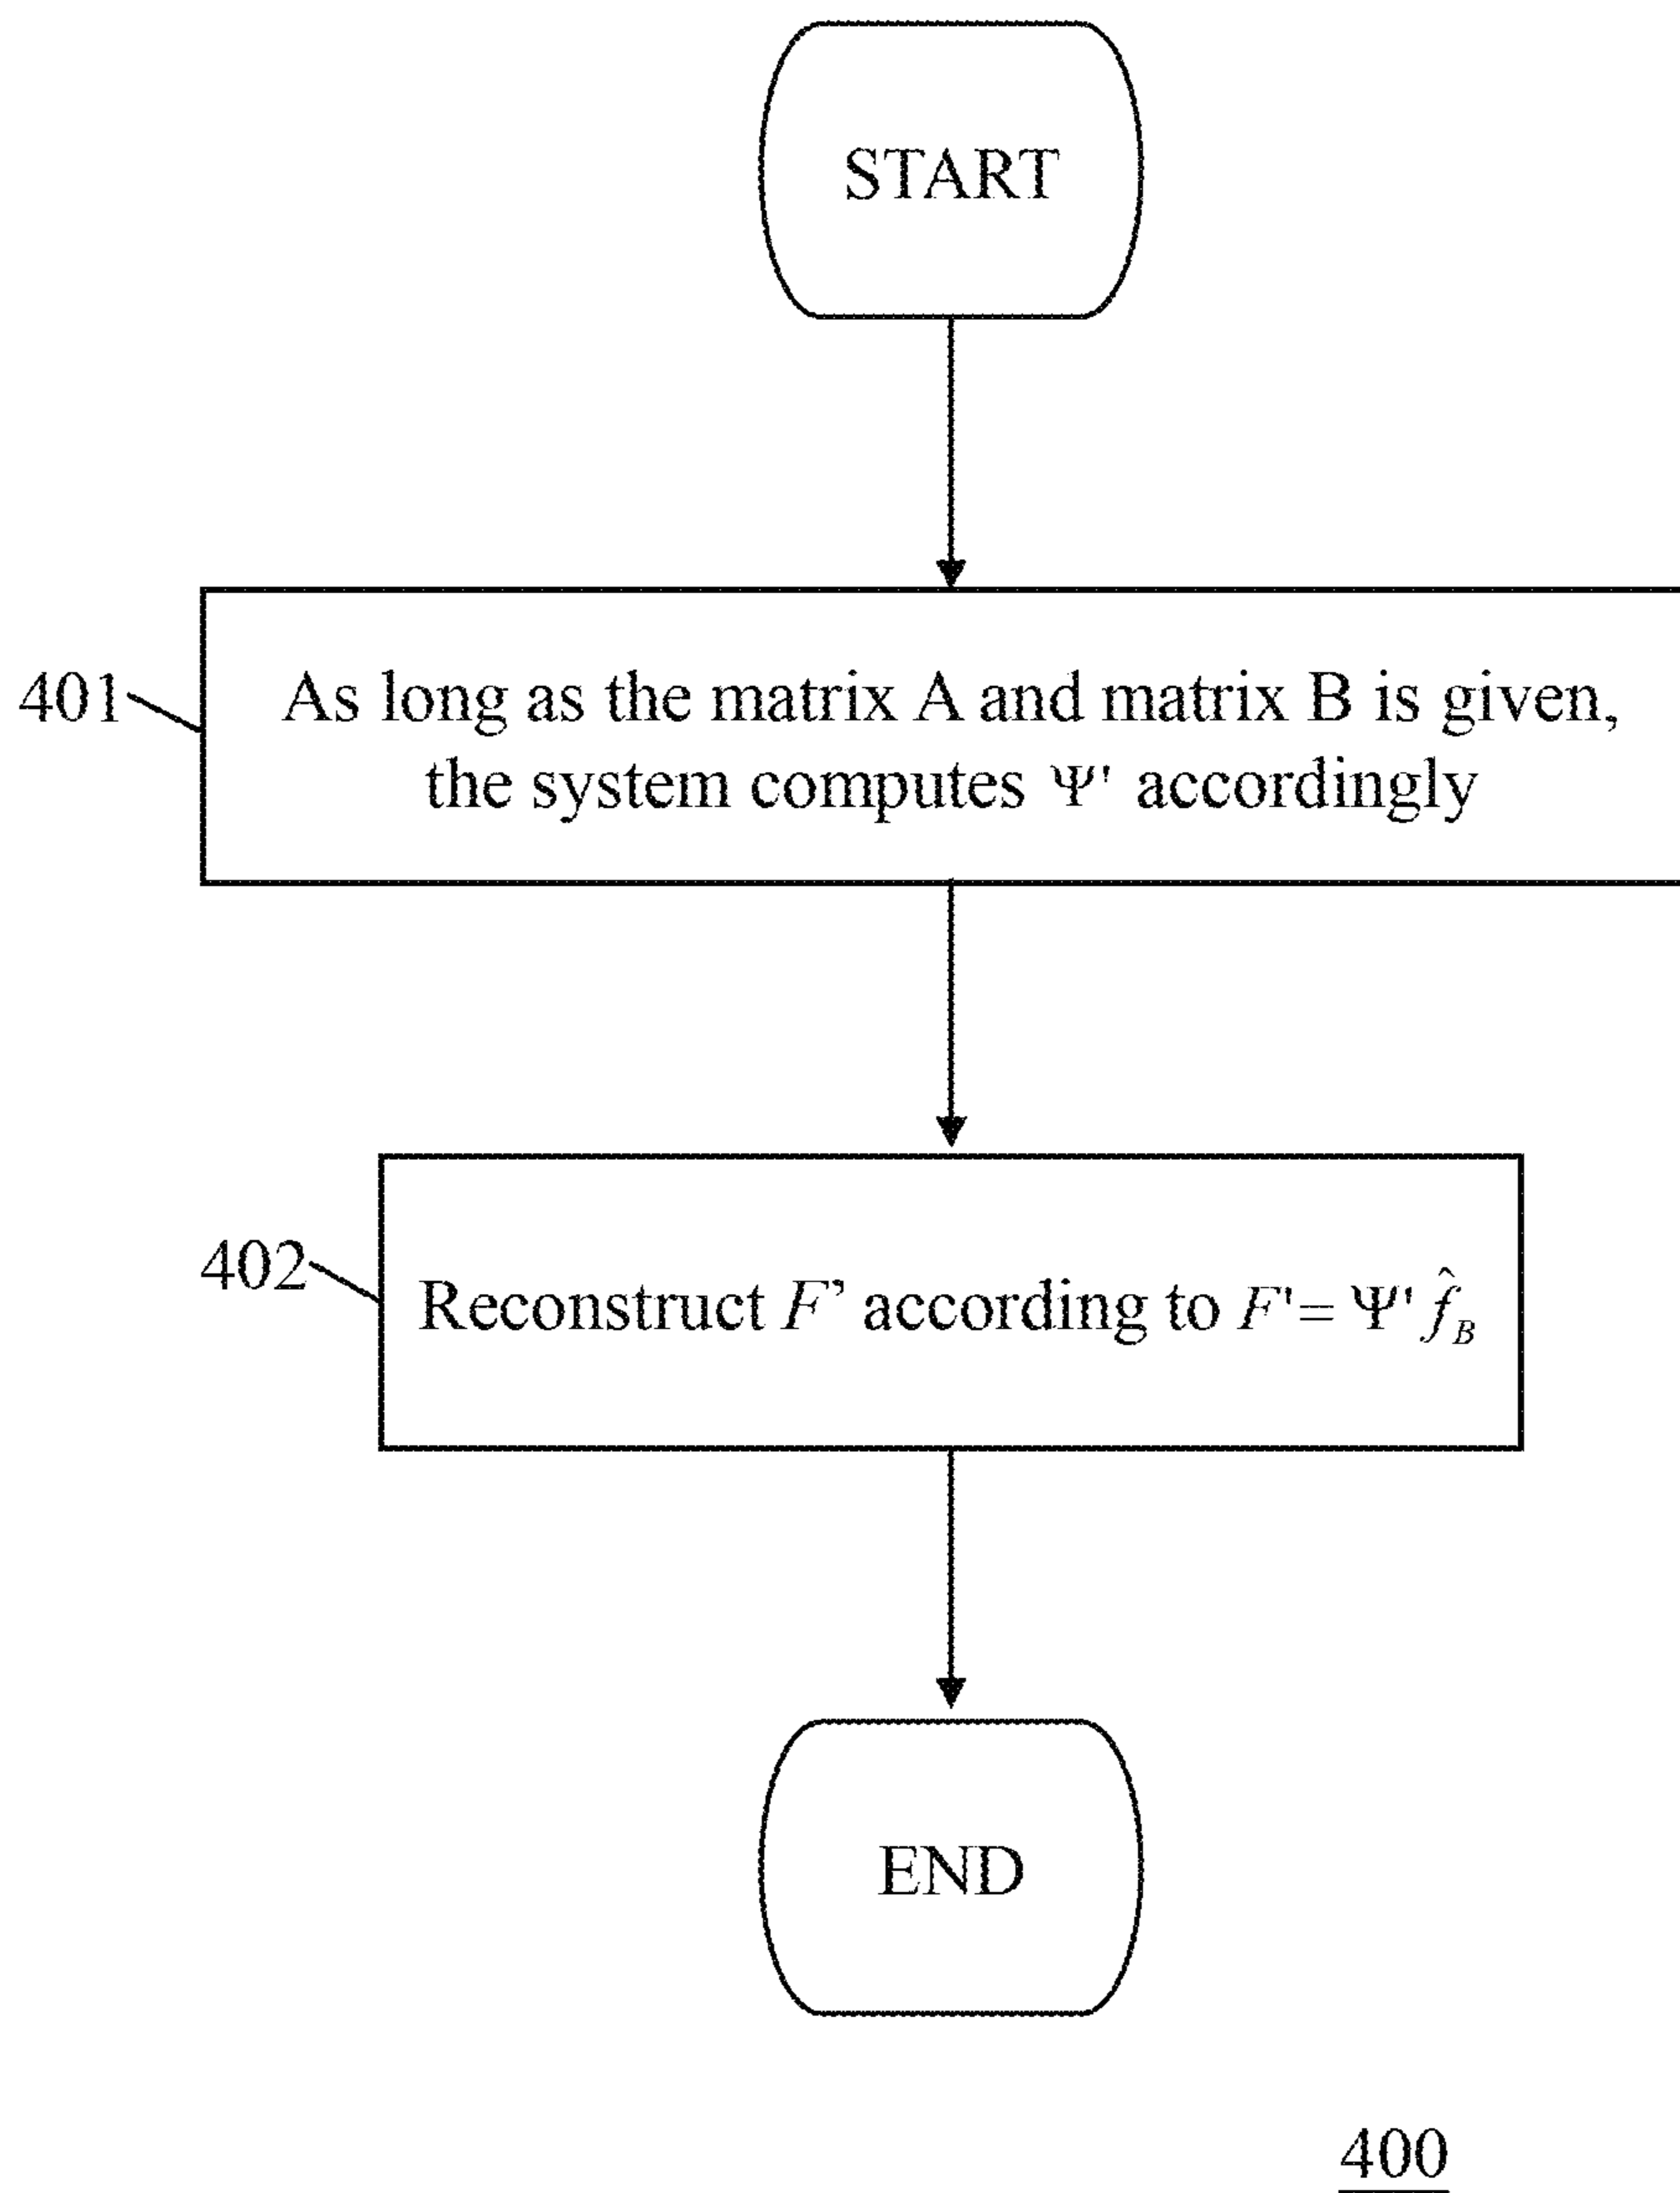 START
401
As long as the matrix A and matrix B is given,
the system computes Ψ' accordingly
402
Reconstruct F’ according to F'= Ψ' f̂_B
END
400